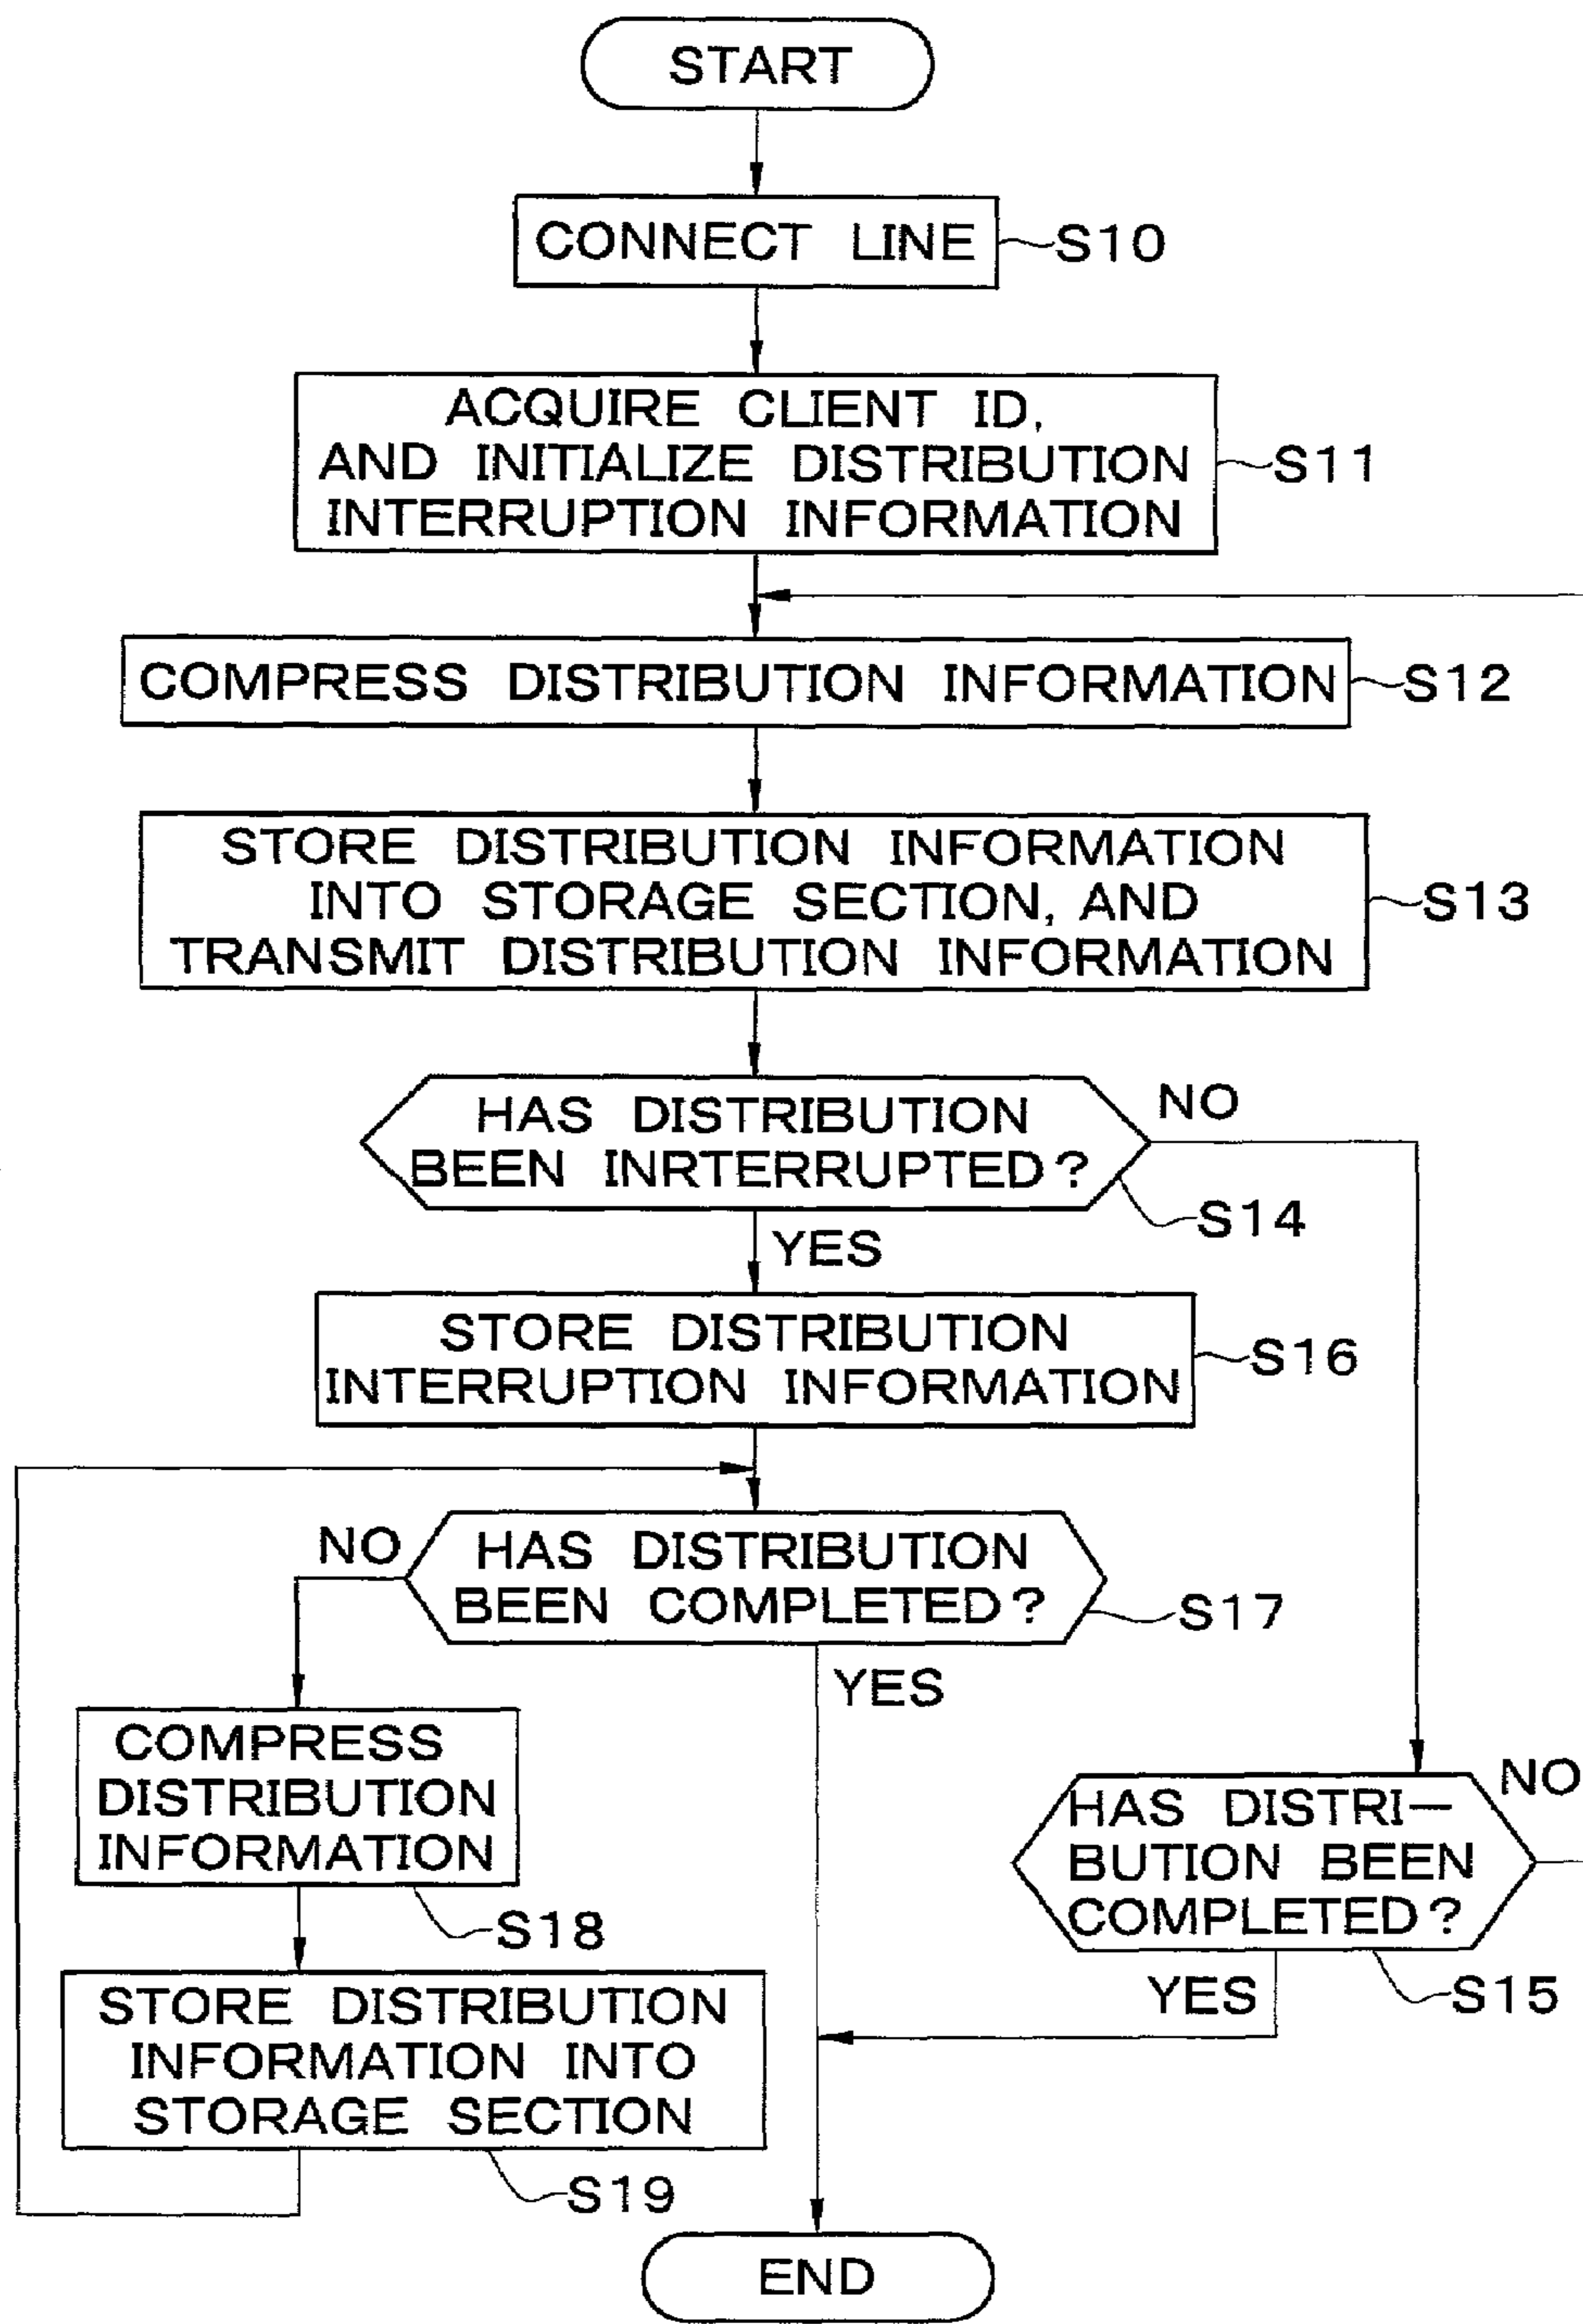 START
CONNECT LINE
S10
ACQUIRE CLIENT ID,
AND INITIALIZE DISTRIBUTION
INTERRUPTION INFORMATION
S11
COMPRESS DISTRIBUTION INFORMATION
S12
STORE DISTRIBUTION INFORMATION
INTO STORAGE SECTION, AND
TRANSMIT DISTRIBUTION INFORMATION
S13
HAS DISTRIBUTION
BEEN INRTERRUPTED?
NO
S14
YES
STORE DISTRIBUTION
INTERRUPTION INFORMATION
S16
NO
HAS DISTRIBUTION
BEEN COMPLETED?
S17
YES
COMPRESS
DISTRIBUTION
INFORMATION
S18
HAS DISTRI-
BUTION BEEN
COMPLETED?
NO
S15
YES
STORE DISTRIBUTION
INFORMATION INTO
STORAGE SECTION
S19
END